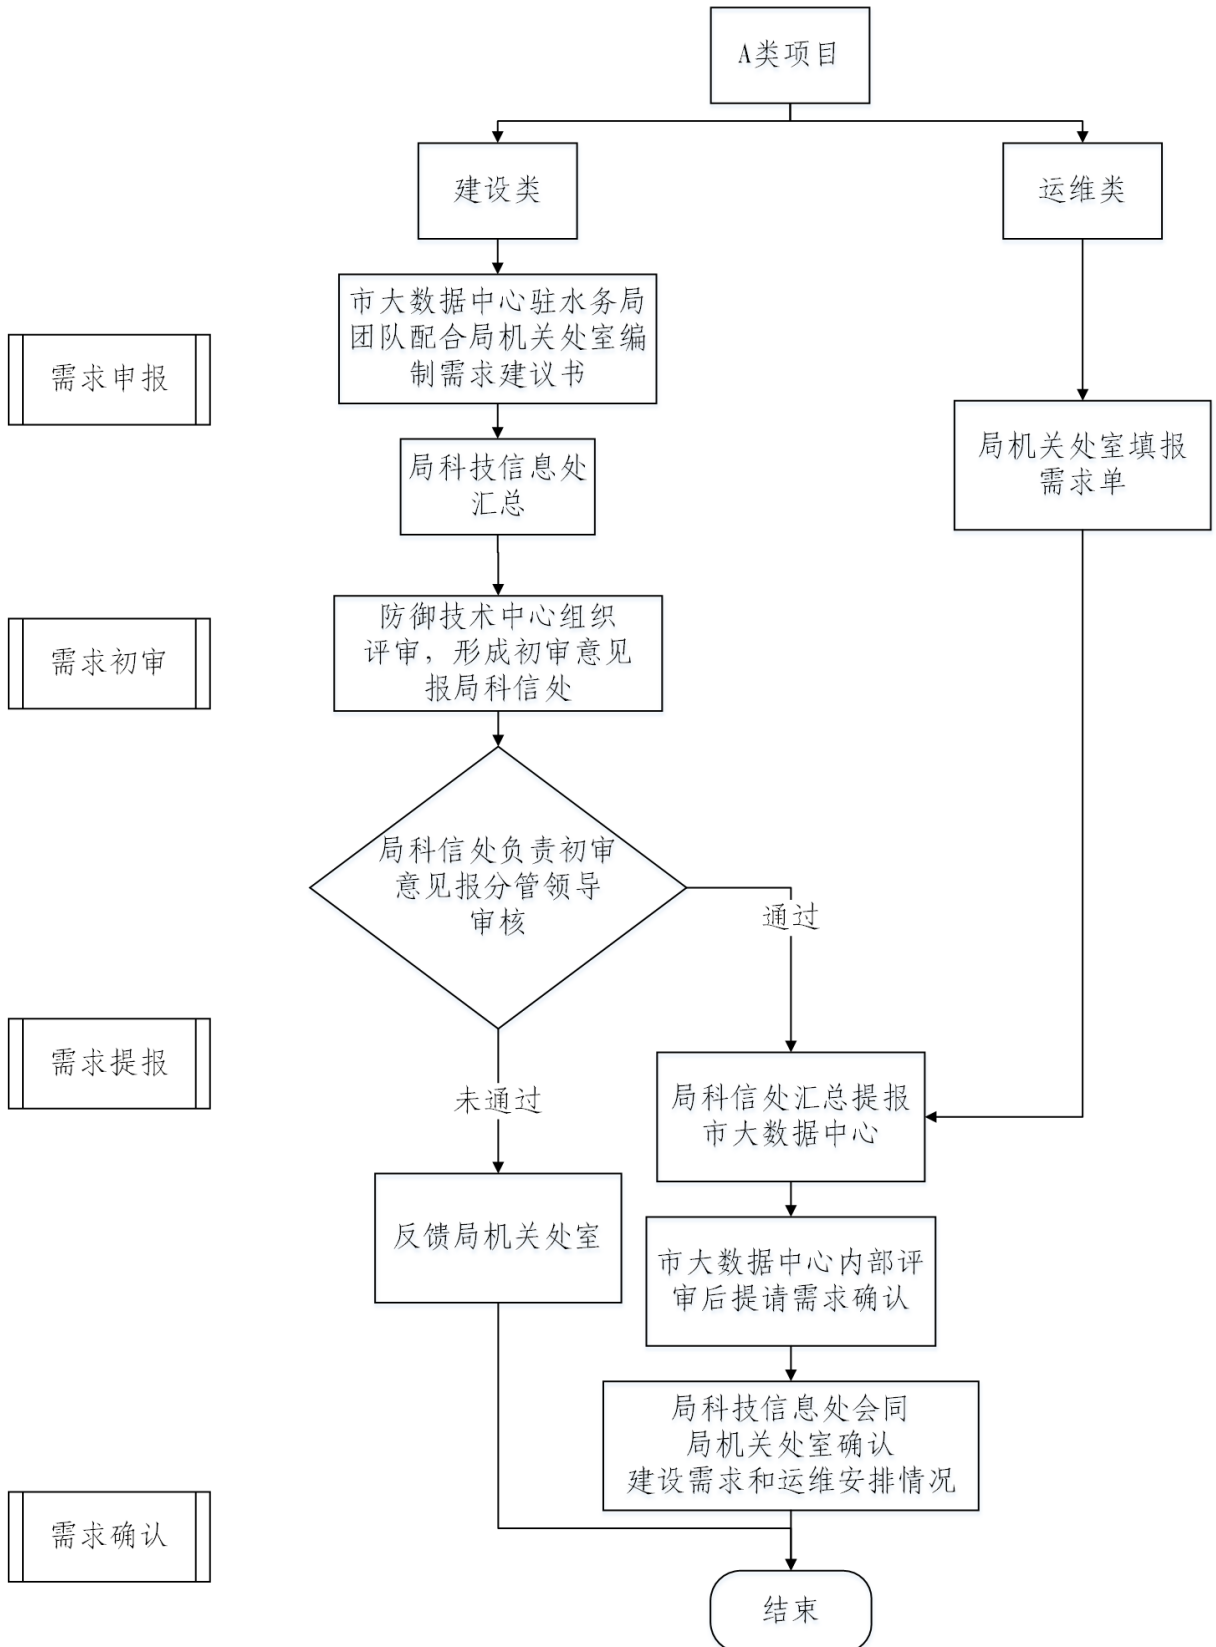 A类项目
建设类
运维类
市大数据中心驻水务局
团队配合局机关处室编
制需求建议书
需求申报
局机关处室填报
需求单
局科技信息处
汇总
防御技术中心组织
评审，形成初审意见
报局科信处
需求初审
局科信处负责初审
意见报分管领导
审核
通过
需求提报
未通过
局科信处汇总提报
市大数据中心
反馈局机关处室
市大数据中心内部评
审后提请需求确认
局科技信息处会同
局机关处室确认
建设需求和运维安排情况
需求确认
结束